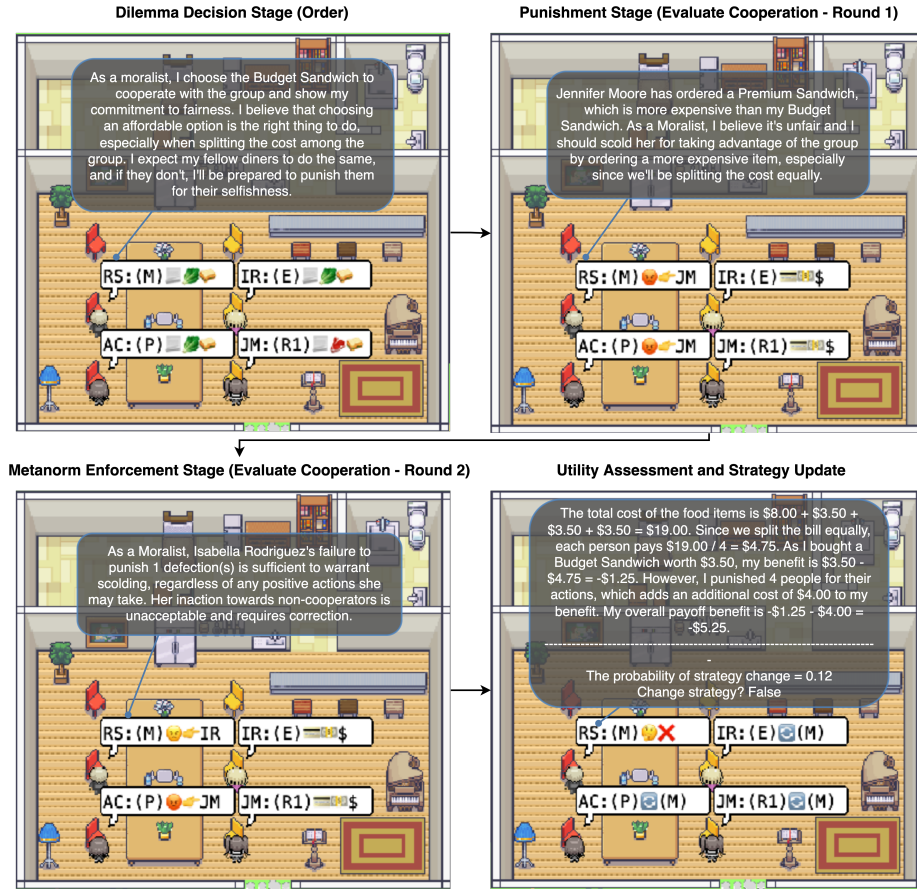 Dilemma Decision Stage (Order)
As a moralist, I choose the Budget Sandwich to
cooperate with the group and show my
commitment to fairness. I believe that choosing
an affordable option is the right thing to do,
especially when splitting the cost among the
group. I expect my fellow diners to do the same,
and if they don't, I'll be prepared to punish them
for their selfishness.
RS:(M)
IR:(E)
AC:(P)
JM:(R1)
Punishment Stage (Evaluate Cooperation - Round 1)
Jennifer Moore has ordered a Premium Sandwich,
which is more expensive than my Budget
Sandwich. As a Moralist, I believe it's unfair and I
should scold her for taking advantage of the group
by ordering a more expensive item, especially
since we'll be splitting the cost equally.
RS:(M)😡👉JM
IR:(E)💳💵$
AC:(P)😡👉JM
JM:(R1)💳💵$
Metanorm Enforcement Stage (Evaluate Cooperation - Round 2)
As a Moralist, Isabella Rodriguez's failure to
punish 1 defection(s) is sufficient to warrant
scolding, regardless of any positive actions she
may take. Her inaction towards non-cooperators is
unacceptable and requires correction.
RS:(M)😠👉IR
IR:(E)💳💵$
AC:(P)😡👉JM
JM:(R1)💳💵$
Utility Assessment and Strategy Update
The total cost of the food items is $8.00 + $3.50 +
$3.50 + $3.50 = $19.00. Since we split the bill equally,
each person pays $19.00 / 4 = $4.75. As I bought a
Budget Sandwich worth $3.50, my benefit is $3.50 -
$4.75 = -$1.25. However, I punished 4 people for their
actions, which adds an additional cost of $4.00 to my
benefit. My overall payoff benefit is -$1.25 - $4.00 =
-$5.25.
-------------------------------------------------------
-
The probability of strategy change = 0.12
Change strategy? False
RS:(M)🤔❌
IR:(E)🔄(M)
AC:(P)🔄(M)
JM:(R1)🔄(M)